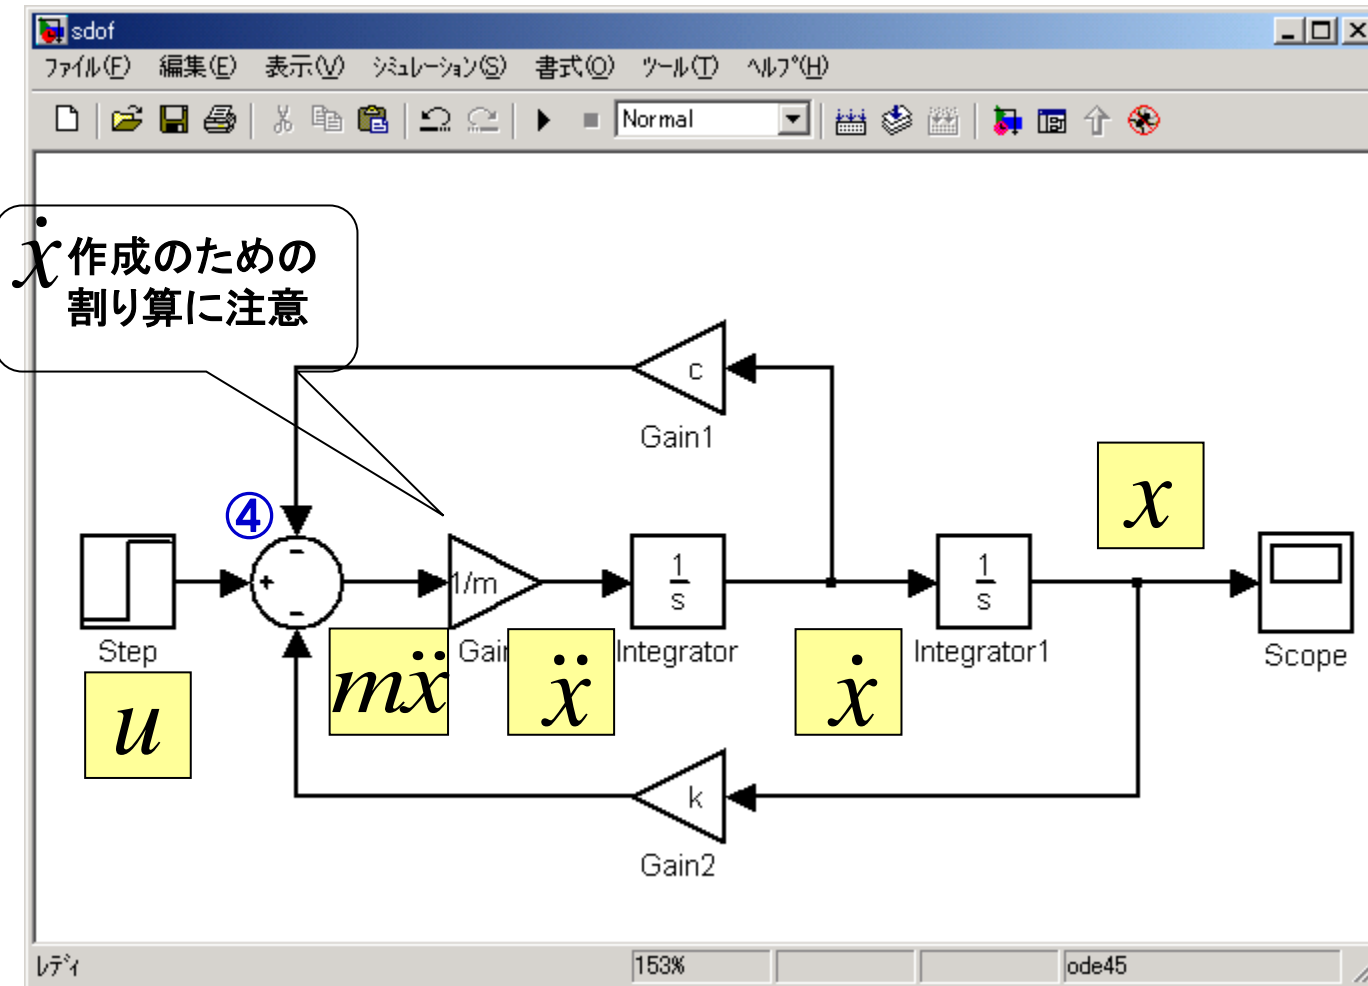 sdof
ファイル(F) 編集(E) 表示(V) シミュレーション(S) 書式(O) ツール(T) ヘルプ(H)
Normal
ẋ 作成のための
割り算に注意
c
Gain1
x
④
-
+
-
1/m
1
s
1
s
Step
Gain
Integrator
Integrator1
Scope
u
mẍ
ẍ
ẋ
k
Gain2
レディ
153%
ode45